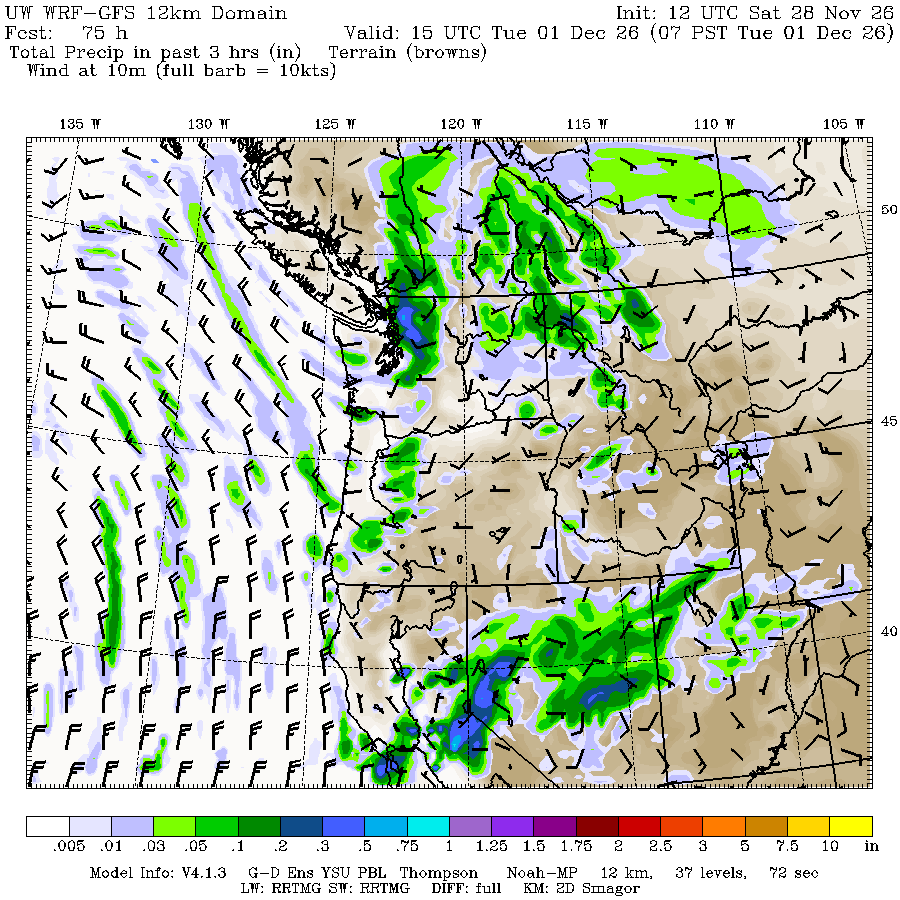 UW WRF-GFS 12km Domain Init: 12 UTC Sat 28 Nov 26
Fcst: 75 h Valid: 15 UTC Tue 01 Dec 26 (07 PST Tue 01 Dec 26)
Total Precip in past 3 hrs (in) Terrain (browns)
Wind at 10m (full barb = 10kts)
135 W 130 W 125 W 120 W 115 W 110 W 105 W
50
45
40
.005 .01 .03 .05 .1 .2 .3 .5 .75 1 1.25 1.5 1.75 2 2.5 3 5 7.5 10 in
Model Info: V4.1.3 G-D Ens YSU PBL Thompson Noah-MP 12 km, 37 levels, 72 sec
LW: RRTMG SW: RRTMG DIFF: full KM: 2D Smagor